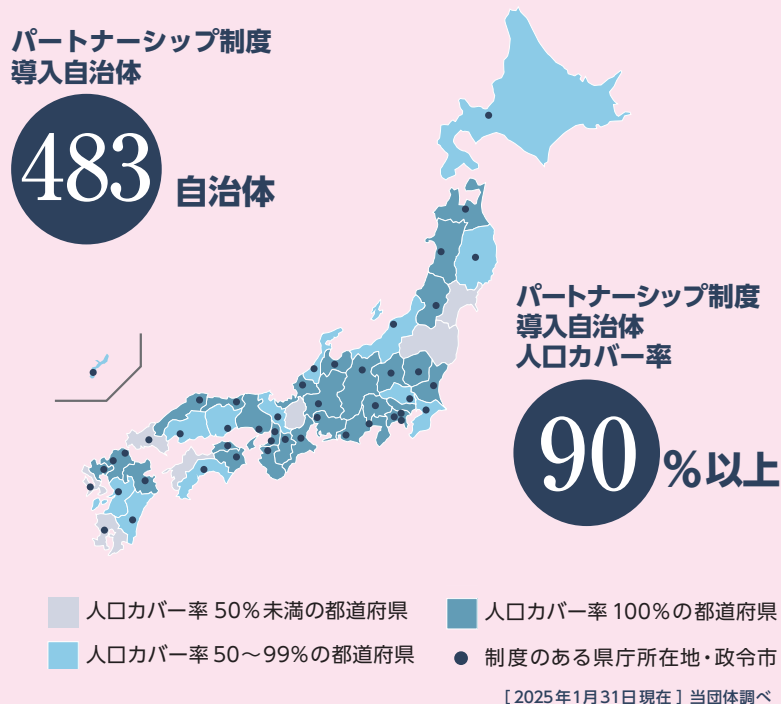 パートナーシップ制度
導入自治体
483
自治体
パートナーシップ制度
導入自治体
人口カバー率
90
%以上
人口カバー率 50%未満の都道府県
人口カバー率 100%の都道府県
人口カバー率 50〜99%の都道府県
制度のある県庁所在地・政令市
[ 2025年1月31日現在 ] 当団体調べ